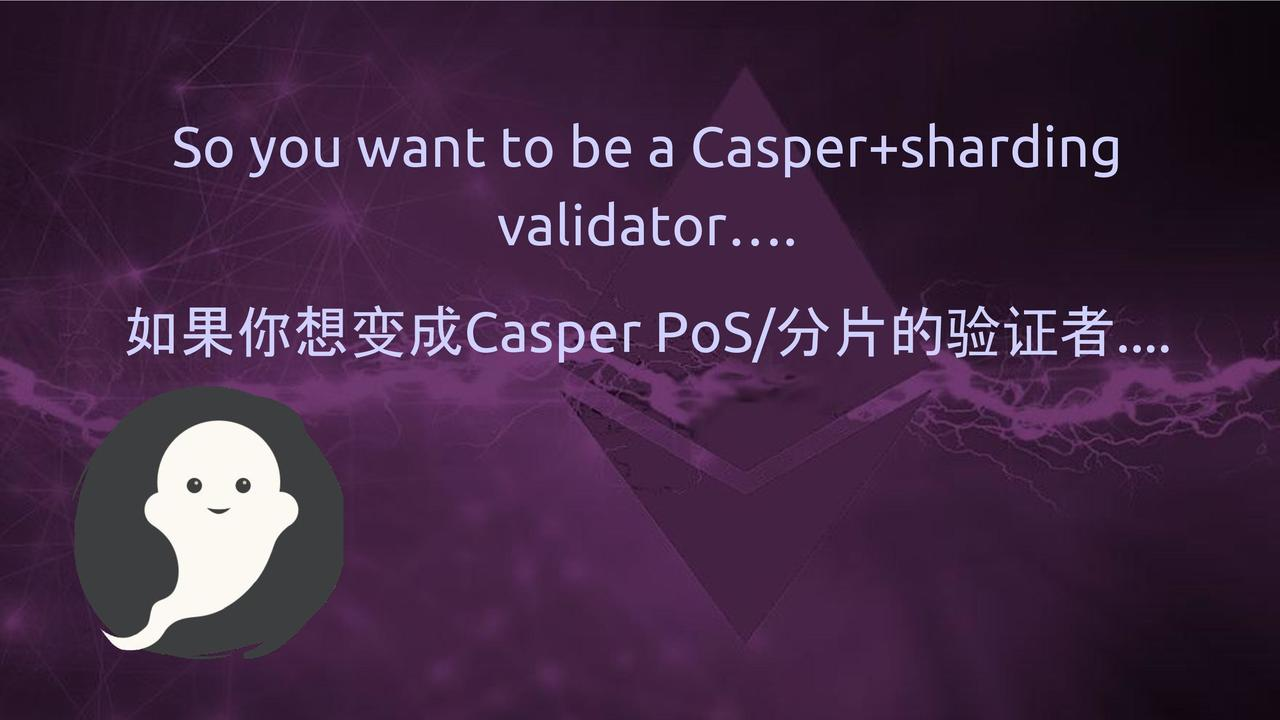 So you want to be a Casper+sharding
validator….
如果你想变成Casper PoS/分片的验证者....